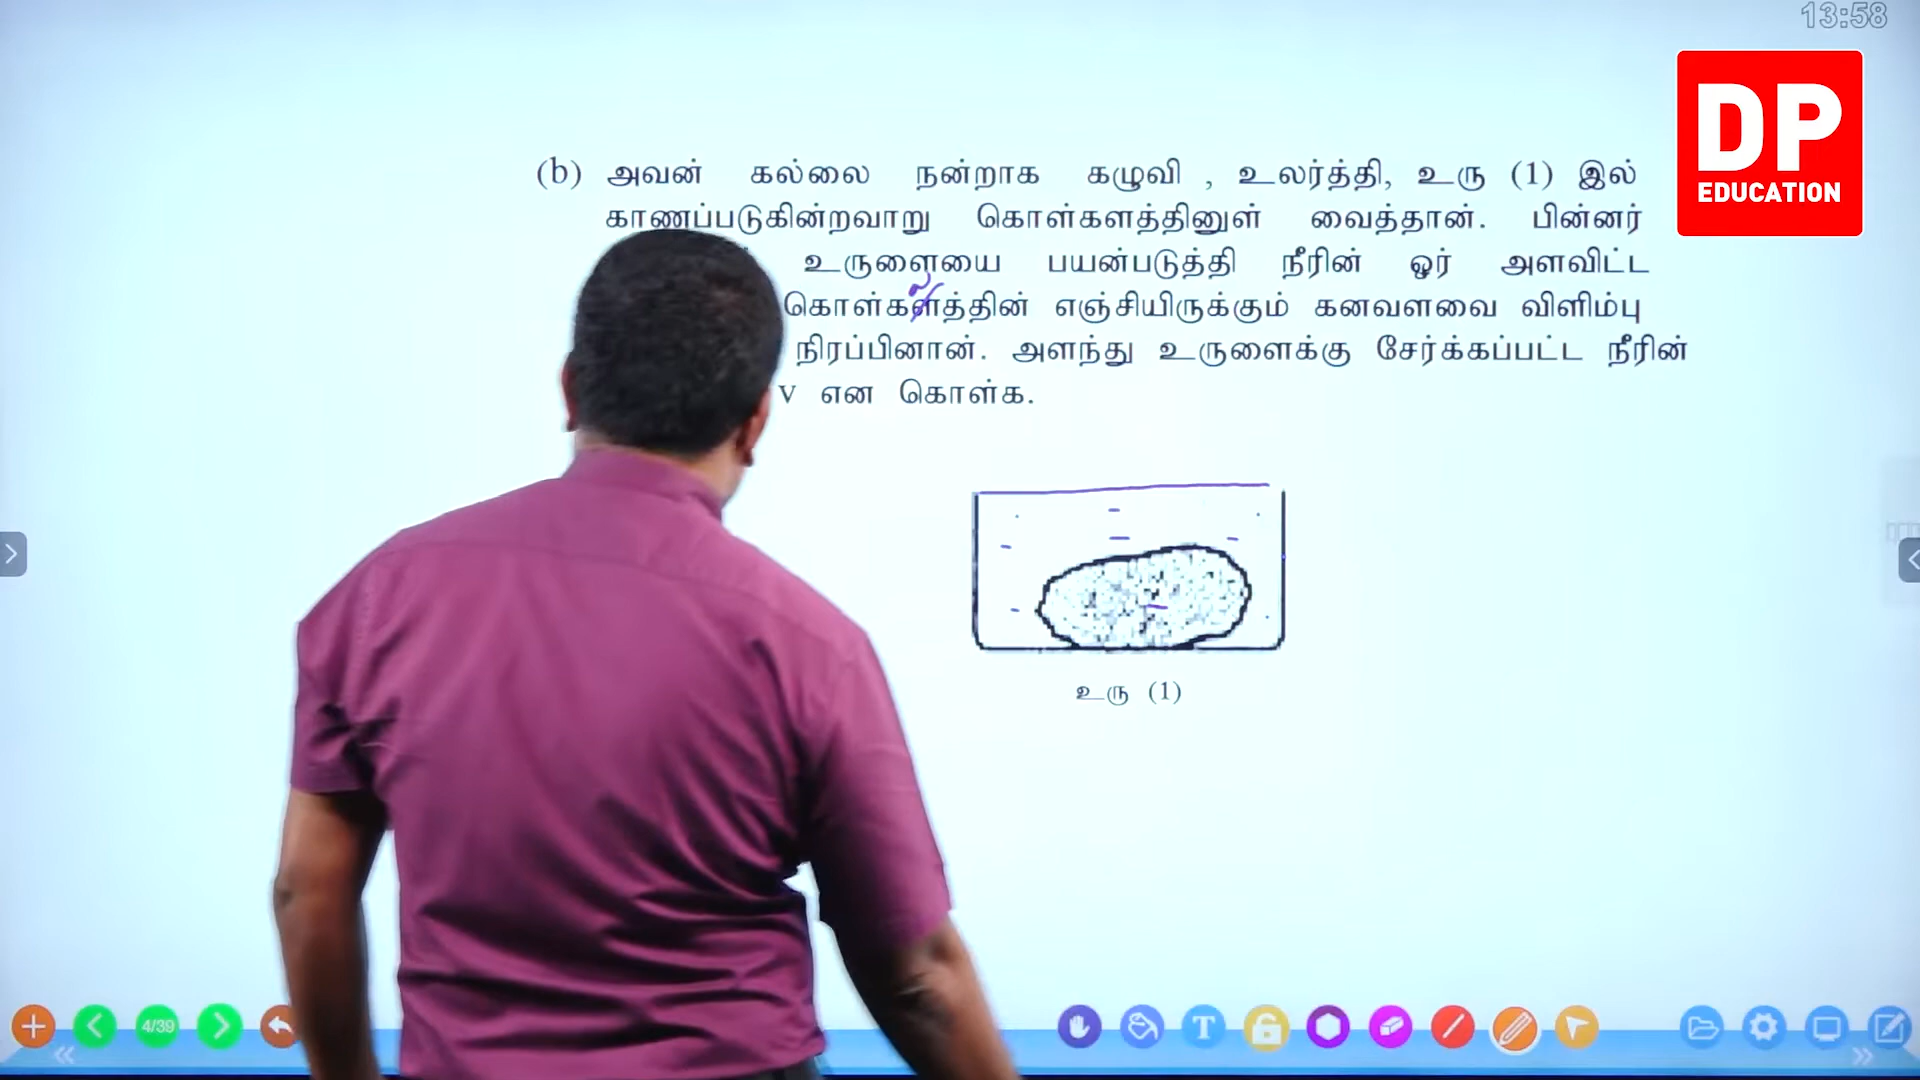 13:58
DP
EDUCATION
(b) அவன் கல்லை நன்றாக கழுவி , உலர்த்தி, உரு (1) இல்
காணப்படுகின்றவாறு கொள்களத்தினுள் வைத்தான். பின்னர்
உருளையை பயன்படுத்தி நீரின் ஒர் அளவிட்ட
கொள்களத்தின் எஞ்சியிருக்கும் கனவளவை விளிம்பு
நிரப்பினான். அளந்து உருளைக்கு சேர்க்கப்பட்ட நீரின்
v என கொள்க.
உரு (1)
4/39
T